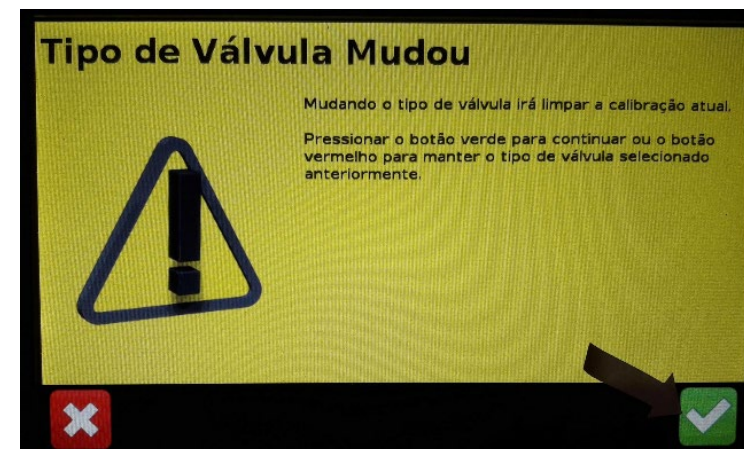 Tipo de Válvula Mudou
Mudando o tipo de válvula irá limpar a calibração atual.
Pressionar o botão verde para continuar ou o botão
vermelho para manter o tipo de válvula selecionado
anteriormente.